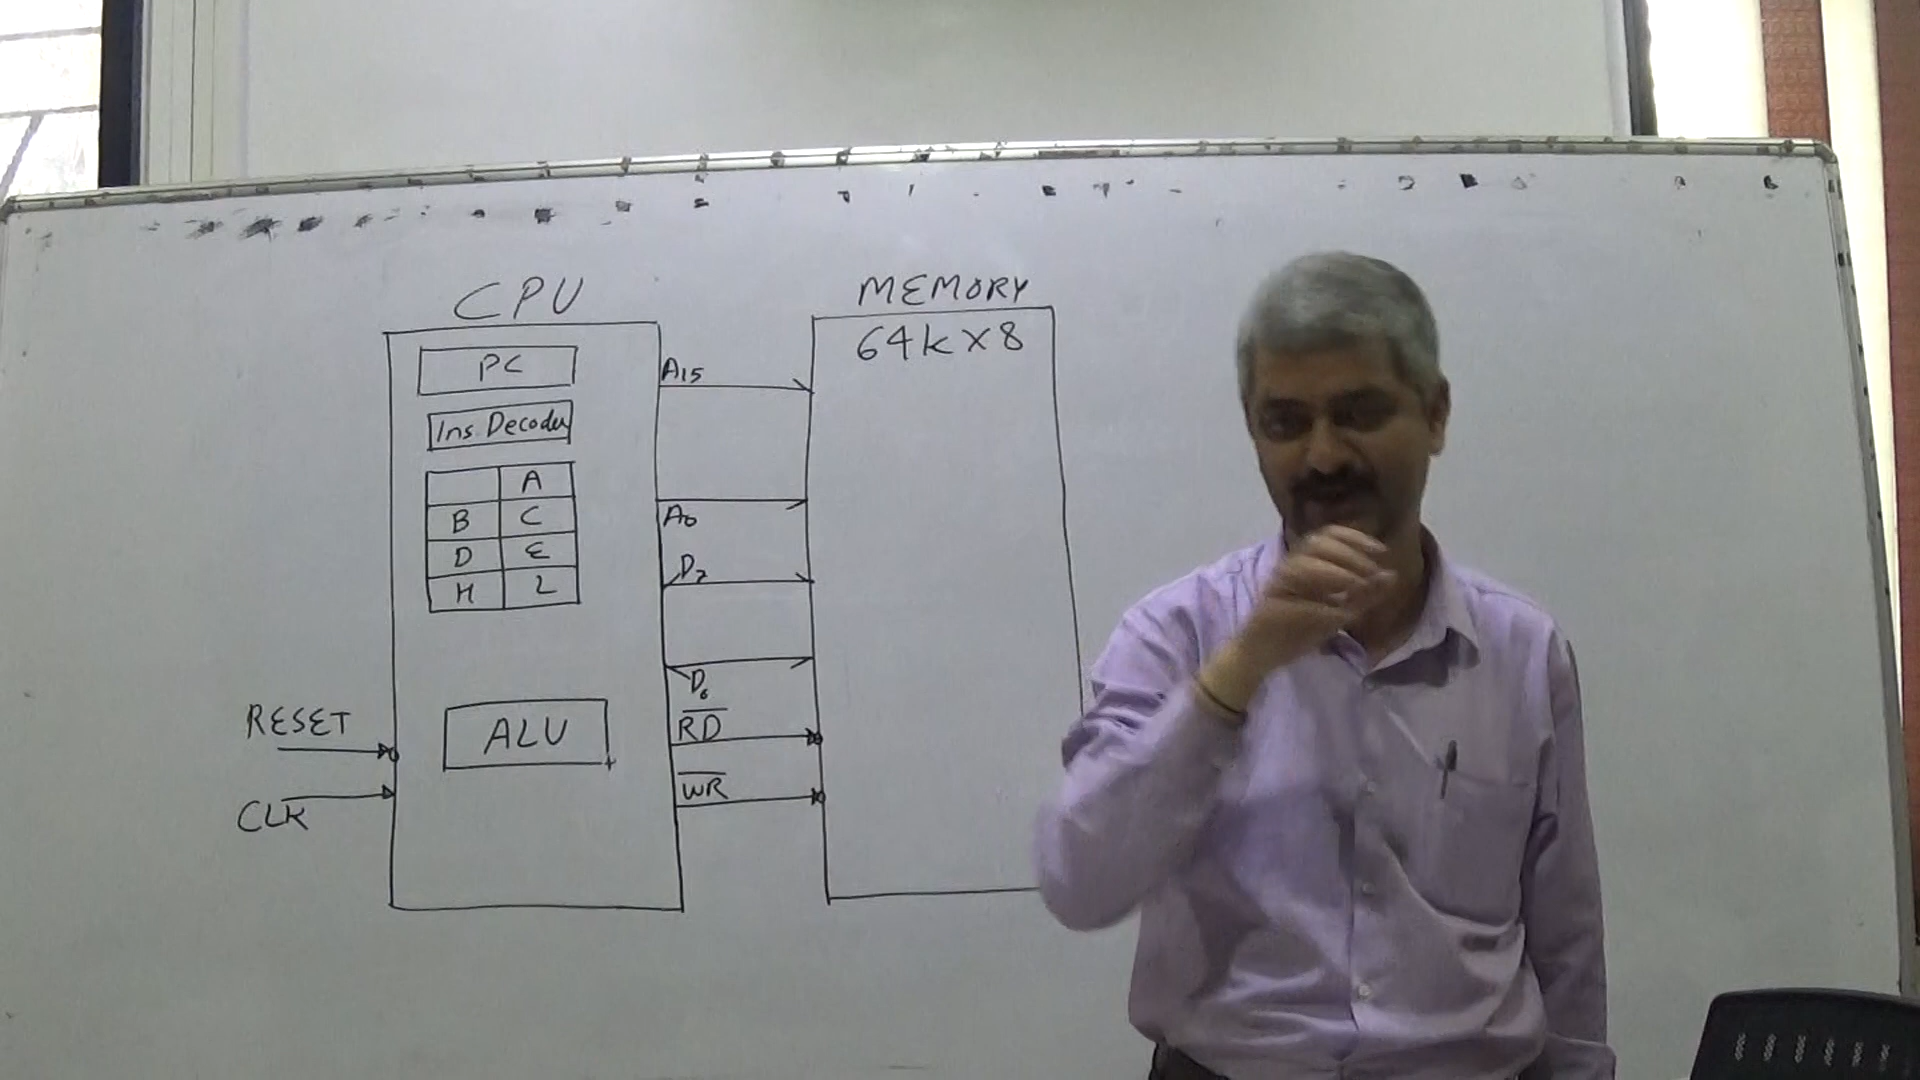 CPU
MEMORY
64k×8
PC
A15
Ins. Decoder
A
B C
A0
D E
D7
H L
D0
RESET
RD
ALU
WR
CLK